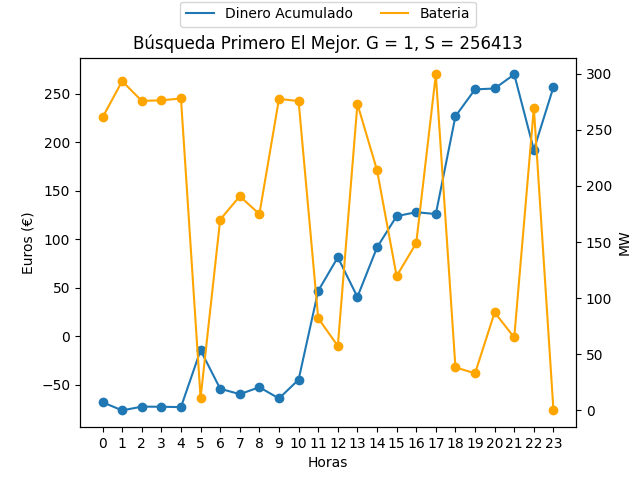 Dinero Acumulado Bateria
Búsqueda Primero El Mejor. G = 1, S = 256413
Euros (€)
250
200
150
100
50
0
−50
300
250
200
150
100
50
0
MW
0 1 2 3 4 5 6 7 8 9 10 11 12 13 14 15 16 17 18 19 20 21 22 23
Horas